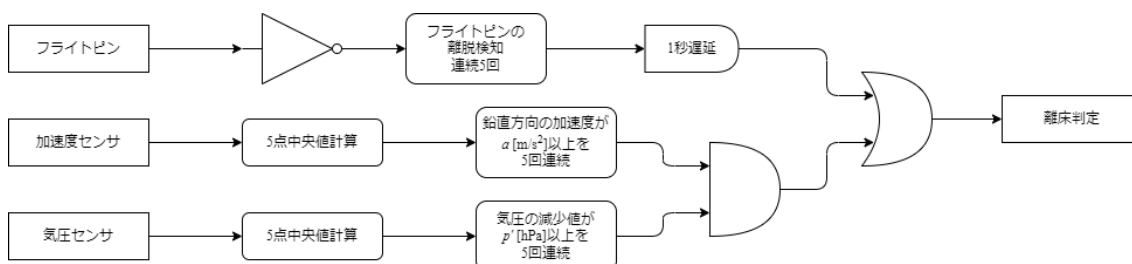 フライトピン
フライトピンの
離脱検知
連続5回
1秒遅延
加速度センサ
5点中央値計算
鉛直方向の加速度が
a [m/s²]以上を
5回連続
離床判定
気圧センサ
5点中央値計算
気圧の減少値が
p' [hPa]以上を
5回連続